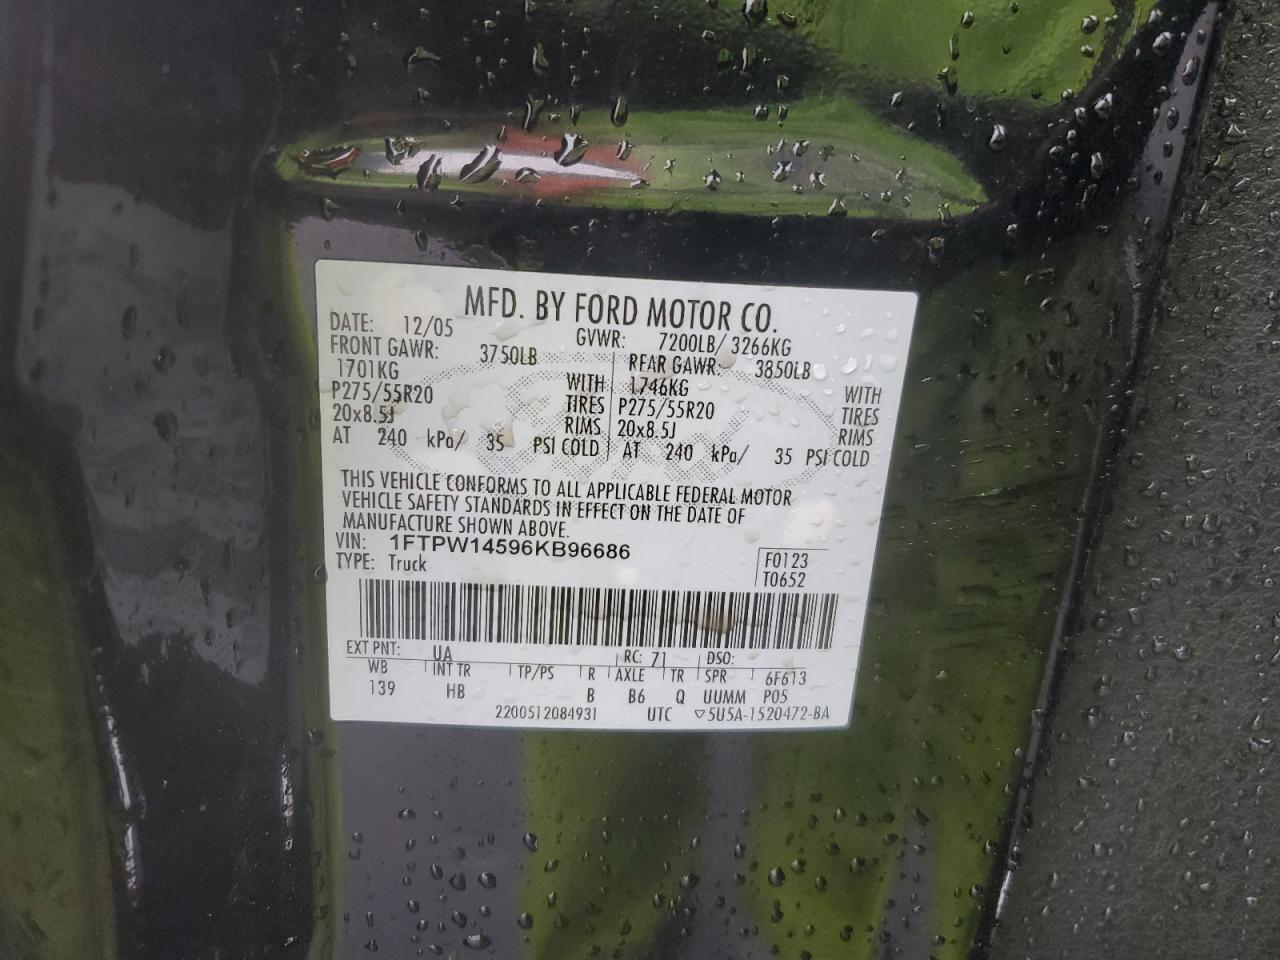 MFD. BY FORD MOTOR CO.
DATE: 12/05 GVWR: 7200LB/ 3266KG
FRONT GAWR: 3750LB REAR GAWR: 3850LB
1701KG WITH 1746KG WITH
P275/55R20 TIRES P275/55R20 TIRES
20x8.5J RIMS 20x8.5J RIMS
AT 240 kPa/ 35 PSI COLD AT 240 kPa/ 35 PSI COLD
THIS VEHICLE CONFORMS TO ALL APPLICABLE FEDERAL MOTOR
VEHICLE SAFETY STANDARDS IN EFFECT ON THE DATE OF
MANUFACTURE SHOWN ABOVE.
VIN: 1FTPW14596KB96686 F0123
TYPE: Truck T0652
EXT PNT: UA RC: 71 DSO:
WB INT TR TP/PS R AXLE TR SPR 6F613
139 HB B B6 Q UUMM P05
2200512084931 UTC ▽5U5A-1520472-BA